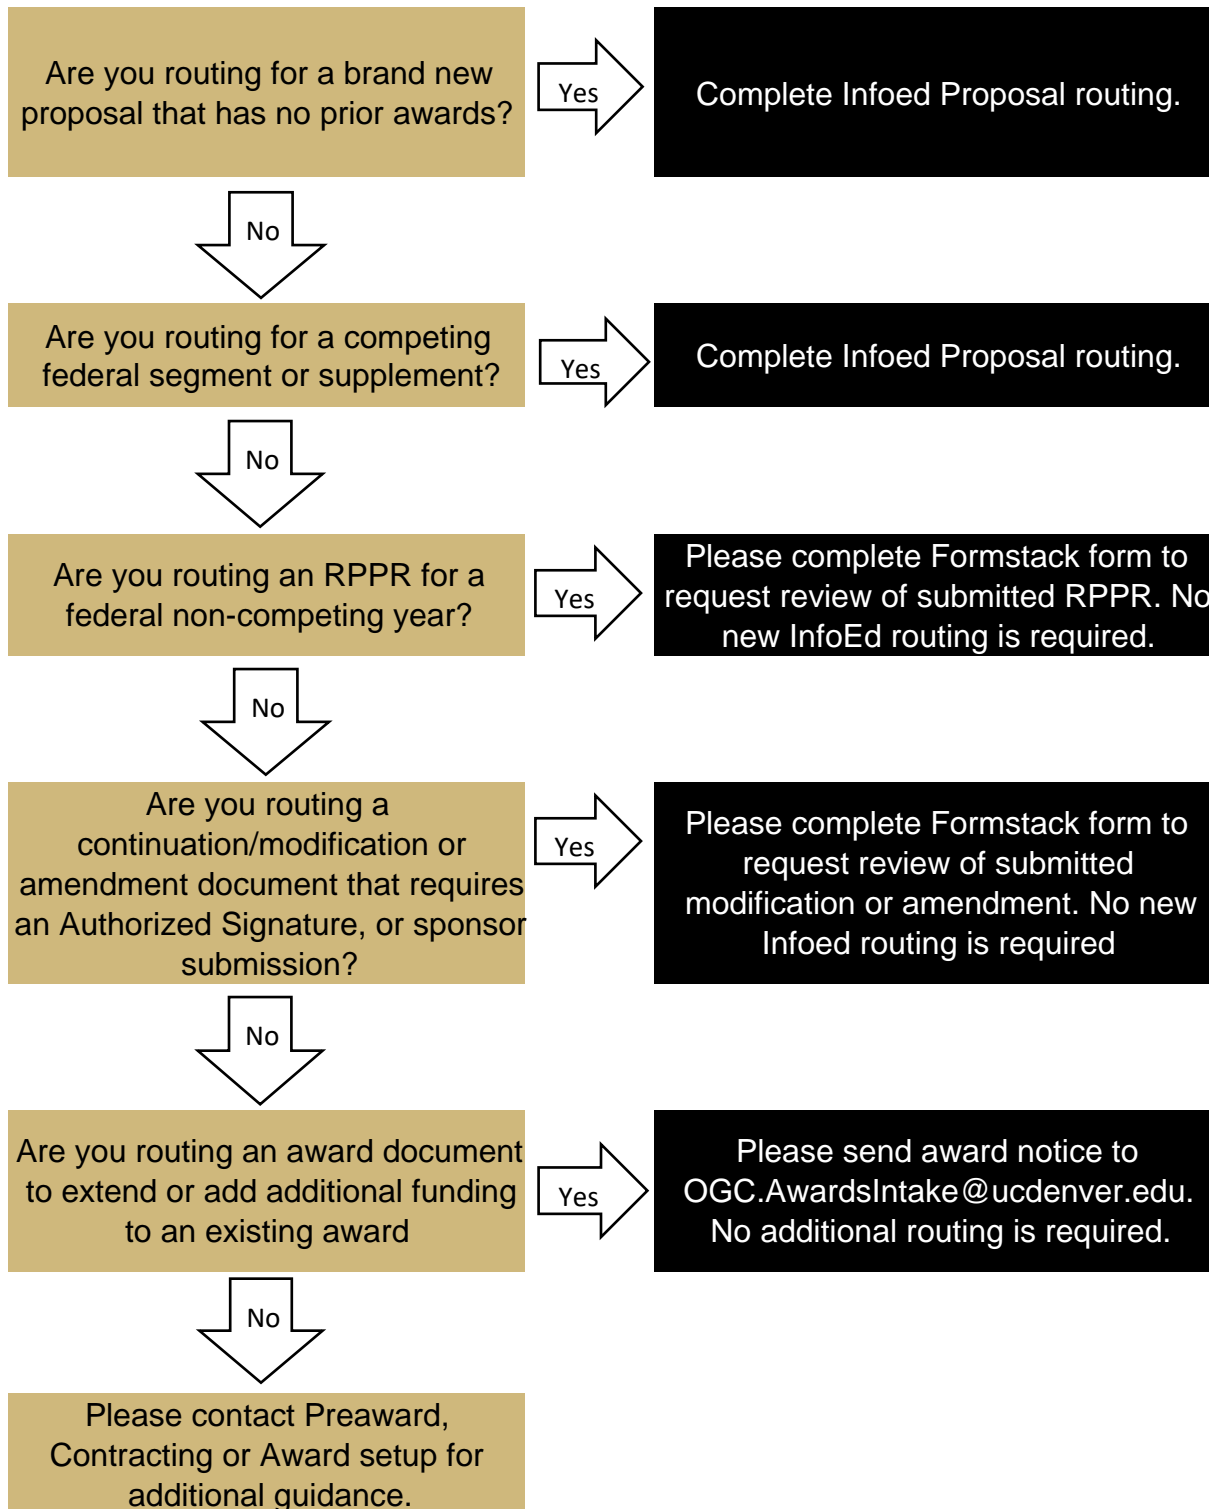 Are you routing for a brand new
proposal that has no prior awards?
Yes
Complete Infoed Proposal routing.
No
Are you routing for a competing
federal segment or supplement?
Yes
Complete Infoed Proposal routing.
No
Are you routing an RPPR for a
federal non-competing year?
Yes
Please complete Formstack form to
request review of submitted RPPR. No
new InfoEd routing is required.
No
Are you routing a
continuation/modification or
amendment document that requires
an Authorized Signature, or sponsor
submission?
Yes
Please complete Formstack form to
request review of submitted
modification or amendment. No new
Infoed routing is required
No
Are you routing an award document
to extend or add additional funding
to an existing award
Yes
Please send award notice to
OGC.AwardsIntake@ucdenver.edu.
No additional routing is required.
No
Please contact Preaward,
Contracting or Award setup for
additional guidance.